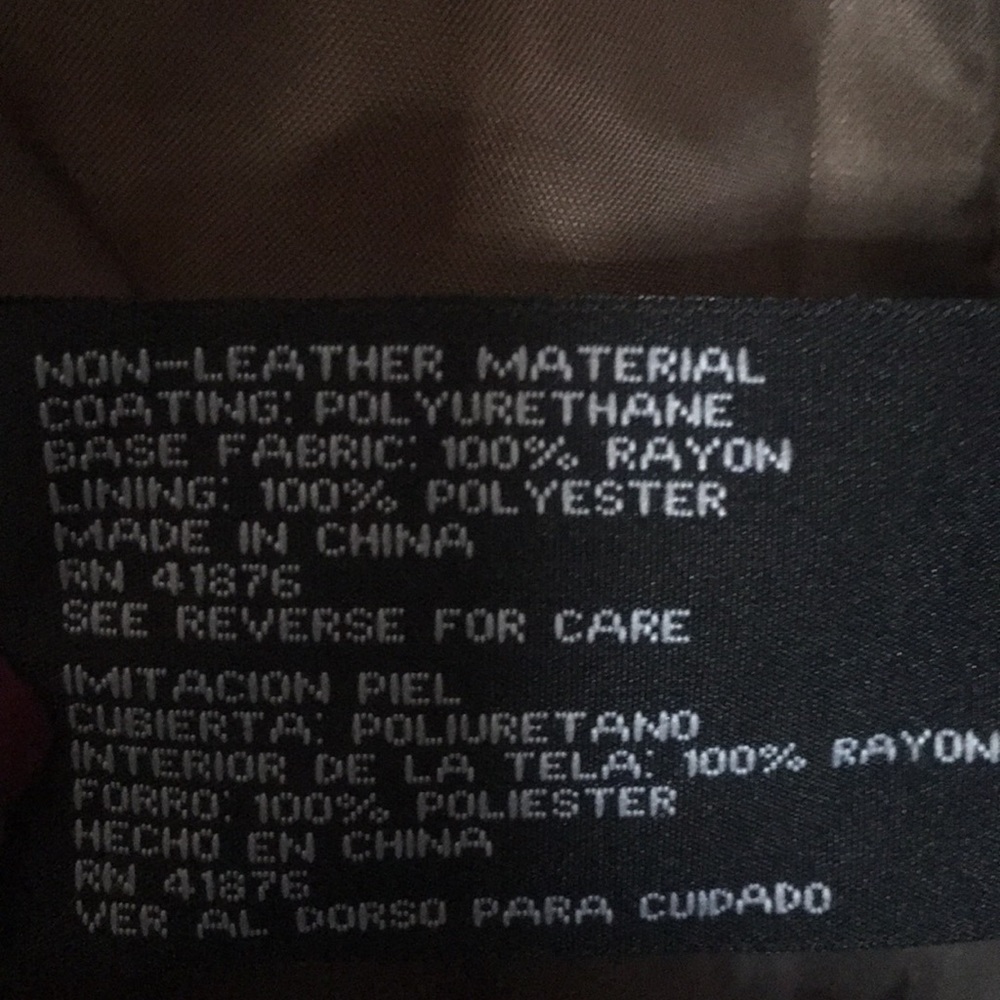 NON-LEATHER MATERIAL
COATING: POLYURETHANE
BASE FABRIC: 100% RAYON
LINING: 100% POLYESTER
MADE IN CHINA
RN 41876
SEE REVERSE FOR CARE
IMITACION PIEL
CUBIERTA: POLIURETANO
INTERIOR DE LA TELA: 100% RAYON
FORRO: 100% POLIESTER
HECHO EN CHINA
RN 41876
VER AL DORSO PARA CUIDADO